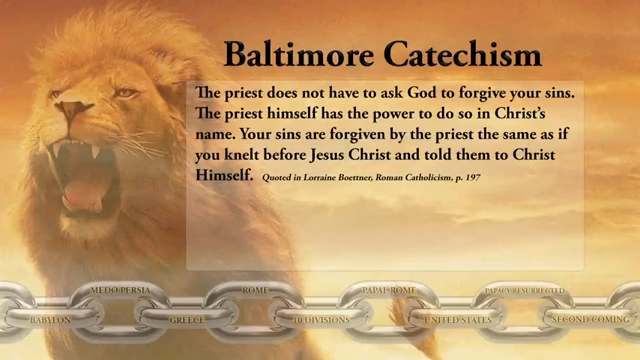 Baltimore Catechism
The priest does not have to ask God to forgive your sins.
The priest himself has the power to do so in Christ's
name. Your sins are forgiven by the priest the same as if
you knelt before Jesus Christ and told them to Christ
Himself. Quoted in Lorraine Boettner, Roman Catholicism, p. 197
MEDO-PERSIA ROME PAPAL ROME PAPACY RESURRECTED
BABYLON GREECE 10 DIVISIONS UNITED STATES SECOND COMING